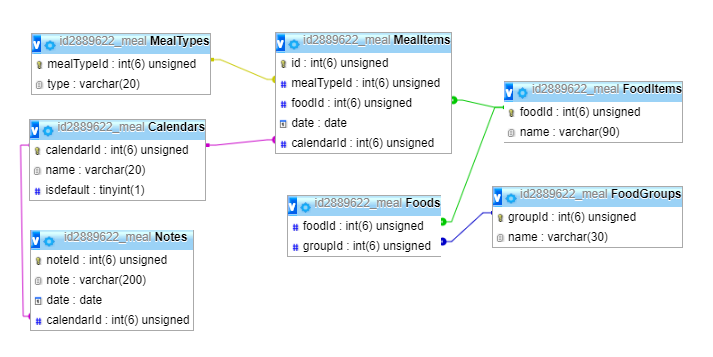 id2889622_meal MealTypes
mealTypeId : int(6) unsigned
type : varchar(20)
id2889622_meal MealItems
id : int(6) unsigned
mealTypeId : int(6) unsigned
foodId : int(6) unsigned
date : date
calendarId : int(6) unsigned
id2889622_meal FoodItems
foodId : int(6) unsigned
name : varchar(90)
id2889622_meal Calendars
calendarId : int(6) unsigned
name : varchar(20)
isdefault : tinyint(1)
id2889622_meal Foods
foodId : int(6) unsigned
groupId : int(6) unsigned
id2889622_meal FoodGroups
groupId : int(6) unsigned
name : varchar(30)
id2889622_meal Notes
noteId : int(6) unsigned
note : varchar(200)
date : date
calendarId : int(6) unsigned